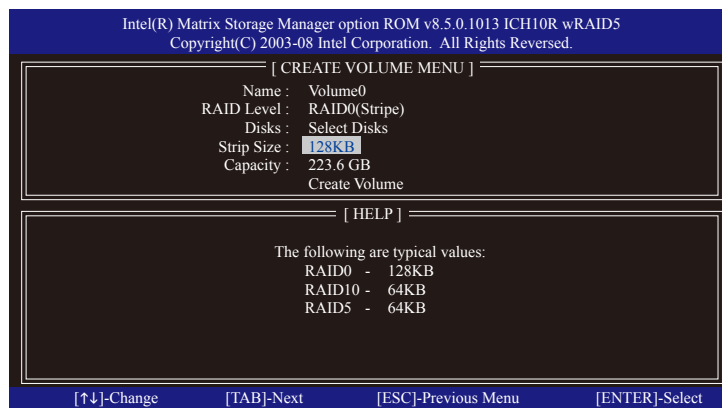 Intel(R) Matrix Storage Manager option ROM v8.5.0.1013 ICH10R wRAID5
Copyright(C) 2003-08 Intel Corporation. All Rights Reversed.
[ CREATE VOLUME MENU ]
Name : Volume0
RAID Level : RAID0(Stripe)
Disks : Select Disks
Strip Size : 128KB
Capacity : 223.6 GB
Create Volume
[ HELP ]
The following are typical values:
RAID0 - 128KB
RAID10 - 64KB
RAID5 - 64KB
[↑↓]-Change [TAB]-Next [ESC]-Previous Menu [ENTER]-Select